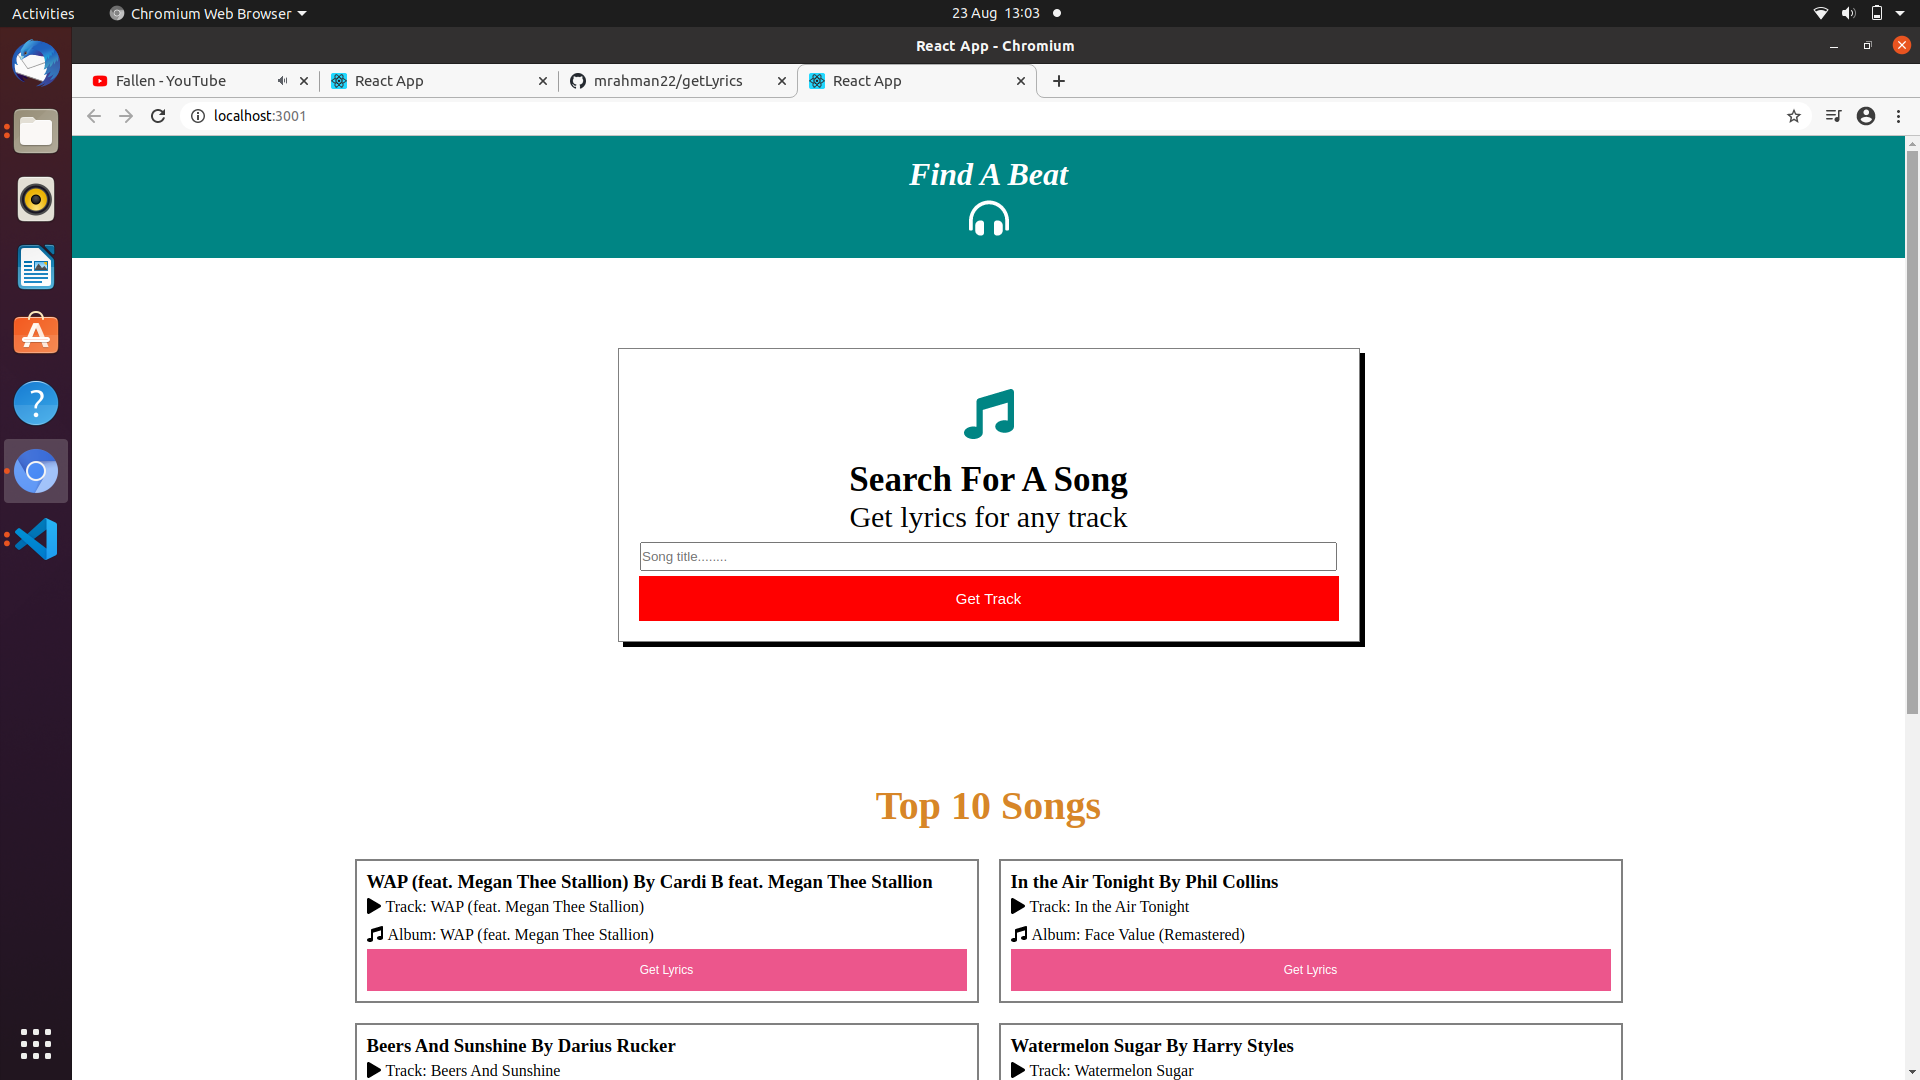 Activities
Chromium Web Browser
23 Aug 13:03
React App - Chromium
Fallen - YouTube
React App
mrahman22/getLyrics
React App
localhost:3001
Find A Beat
Search For A Song
Get lyrics for any track
Song title........
Get Track
Top 10 Songs
WAP (feat. Megan Thee Stallion) By Cardi B feat. Megan Thee Stallion
Track: WAP (feat. Megan Thee Stallion)
Album: WAP (feat. Megan Thee Stallion)
Get Lyrics
In the Air Tonight By Phil Collins
Track: In the Air Tonight
Album: Face Value (Remastered)
Get Lyrics
Beers And Sunshine By Darius Rucker
Track: Beers And Sunshine
Watermelon Sugar By Harry Styles
Track: Watermelon Sugar